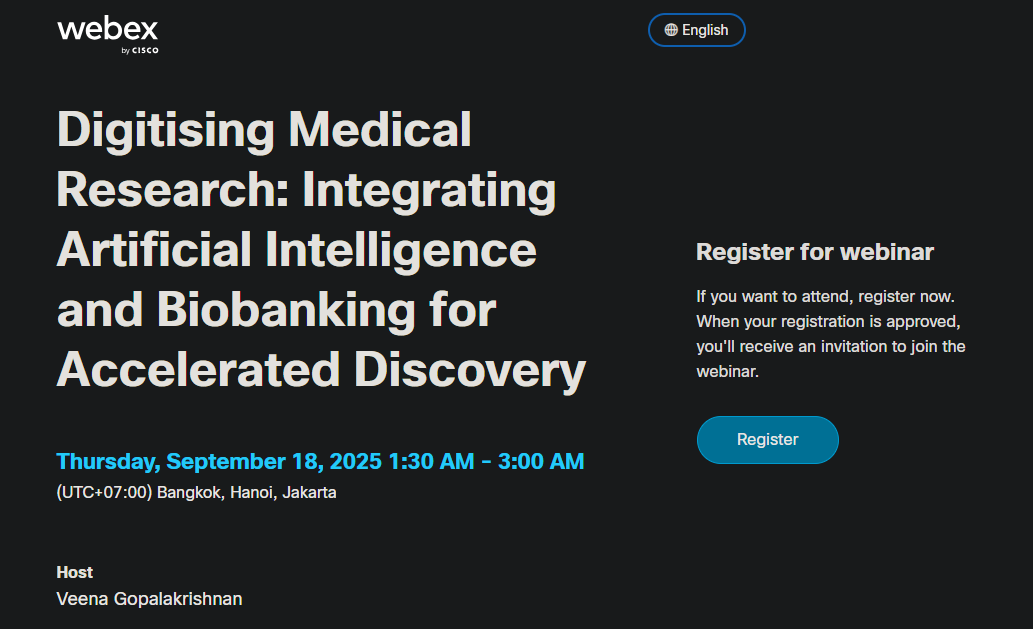 webex
by CISCO
English
Digitising Medical
Research: Integrating
Artificial Intelligence
and Biobanking for
Accelerated Discovery
Thursday, September 18, 2025 1:30 AM - 3:00 AM
(UTC+07:00) Bangkok, Hanoi, Jakarta
Host
Veena Gopalakrishnan
Register for webinar
If you want to attend, register now.
When your registration is approved,
you'll receive an invitation to join the
webinar.
Register